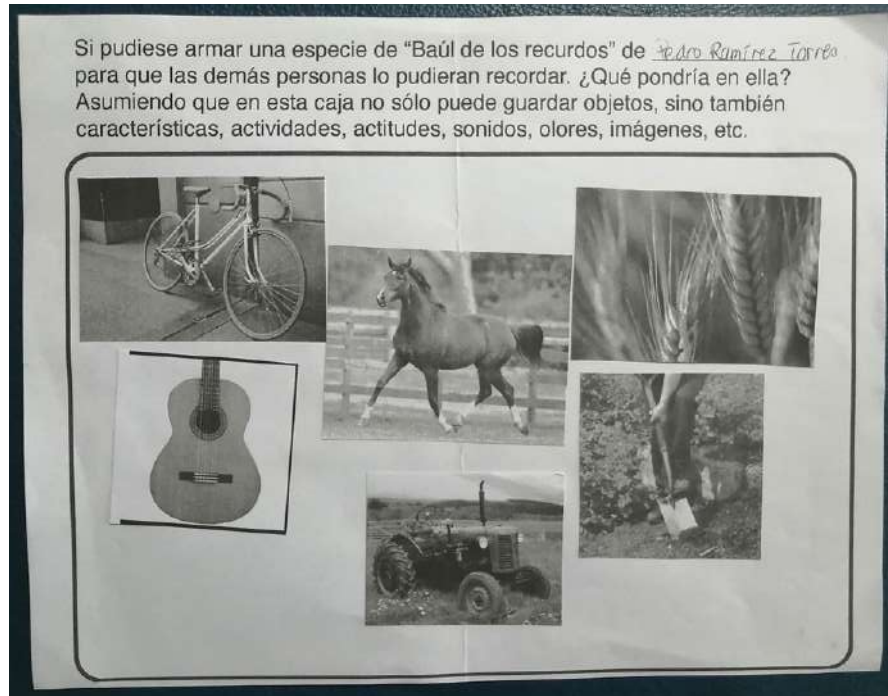 Si pudiese armar una especie de “Baúl de los recurdos” de Pedro Ramírez Torres
para que las demás personas lo pudieran recordar. ¿Qué pondría en ella?
Asumiendo que en esta caja no sólo puede guardar objetos, sino también
características, actividades, actitudes, sonidos, olores, imágenes, etc.